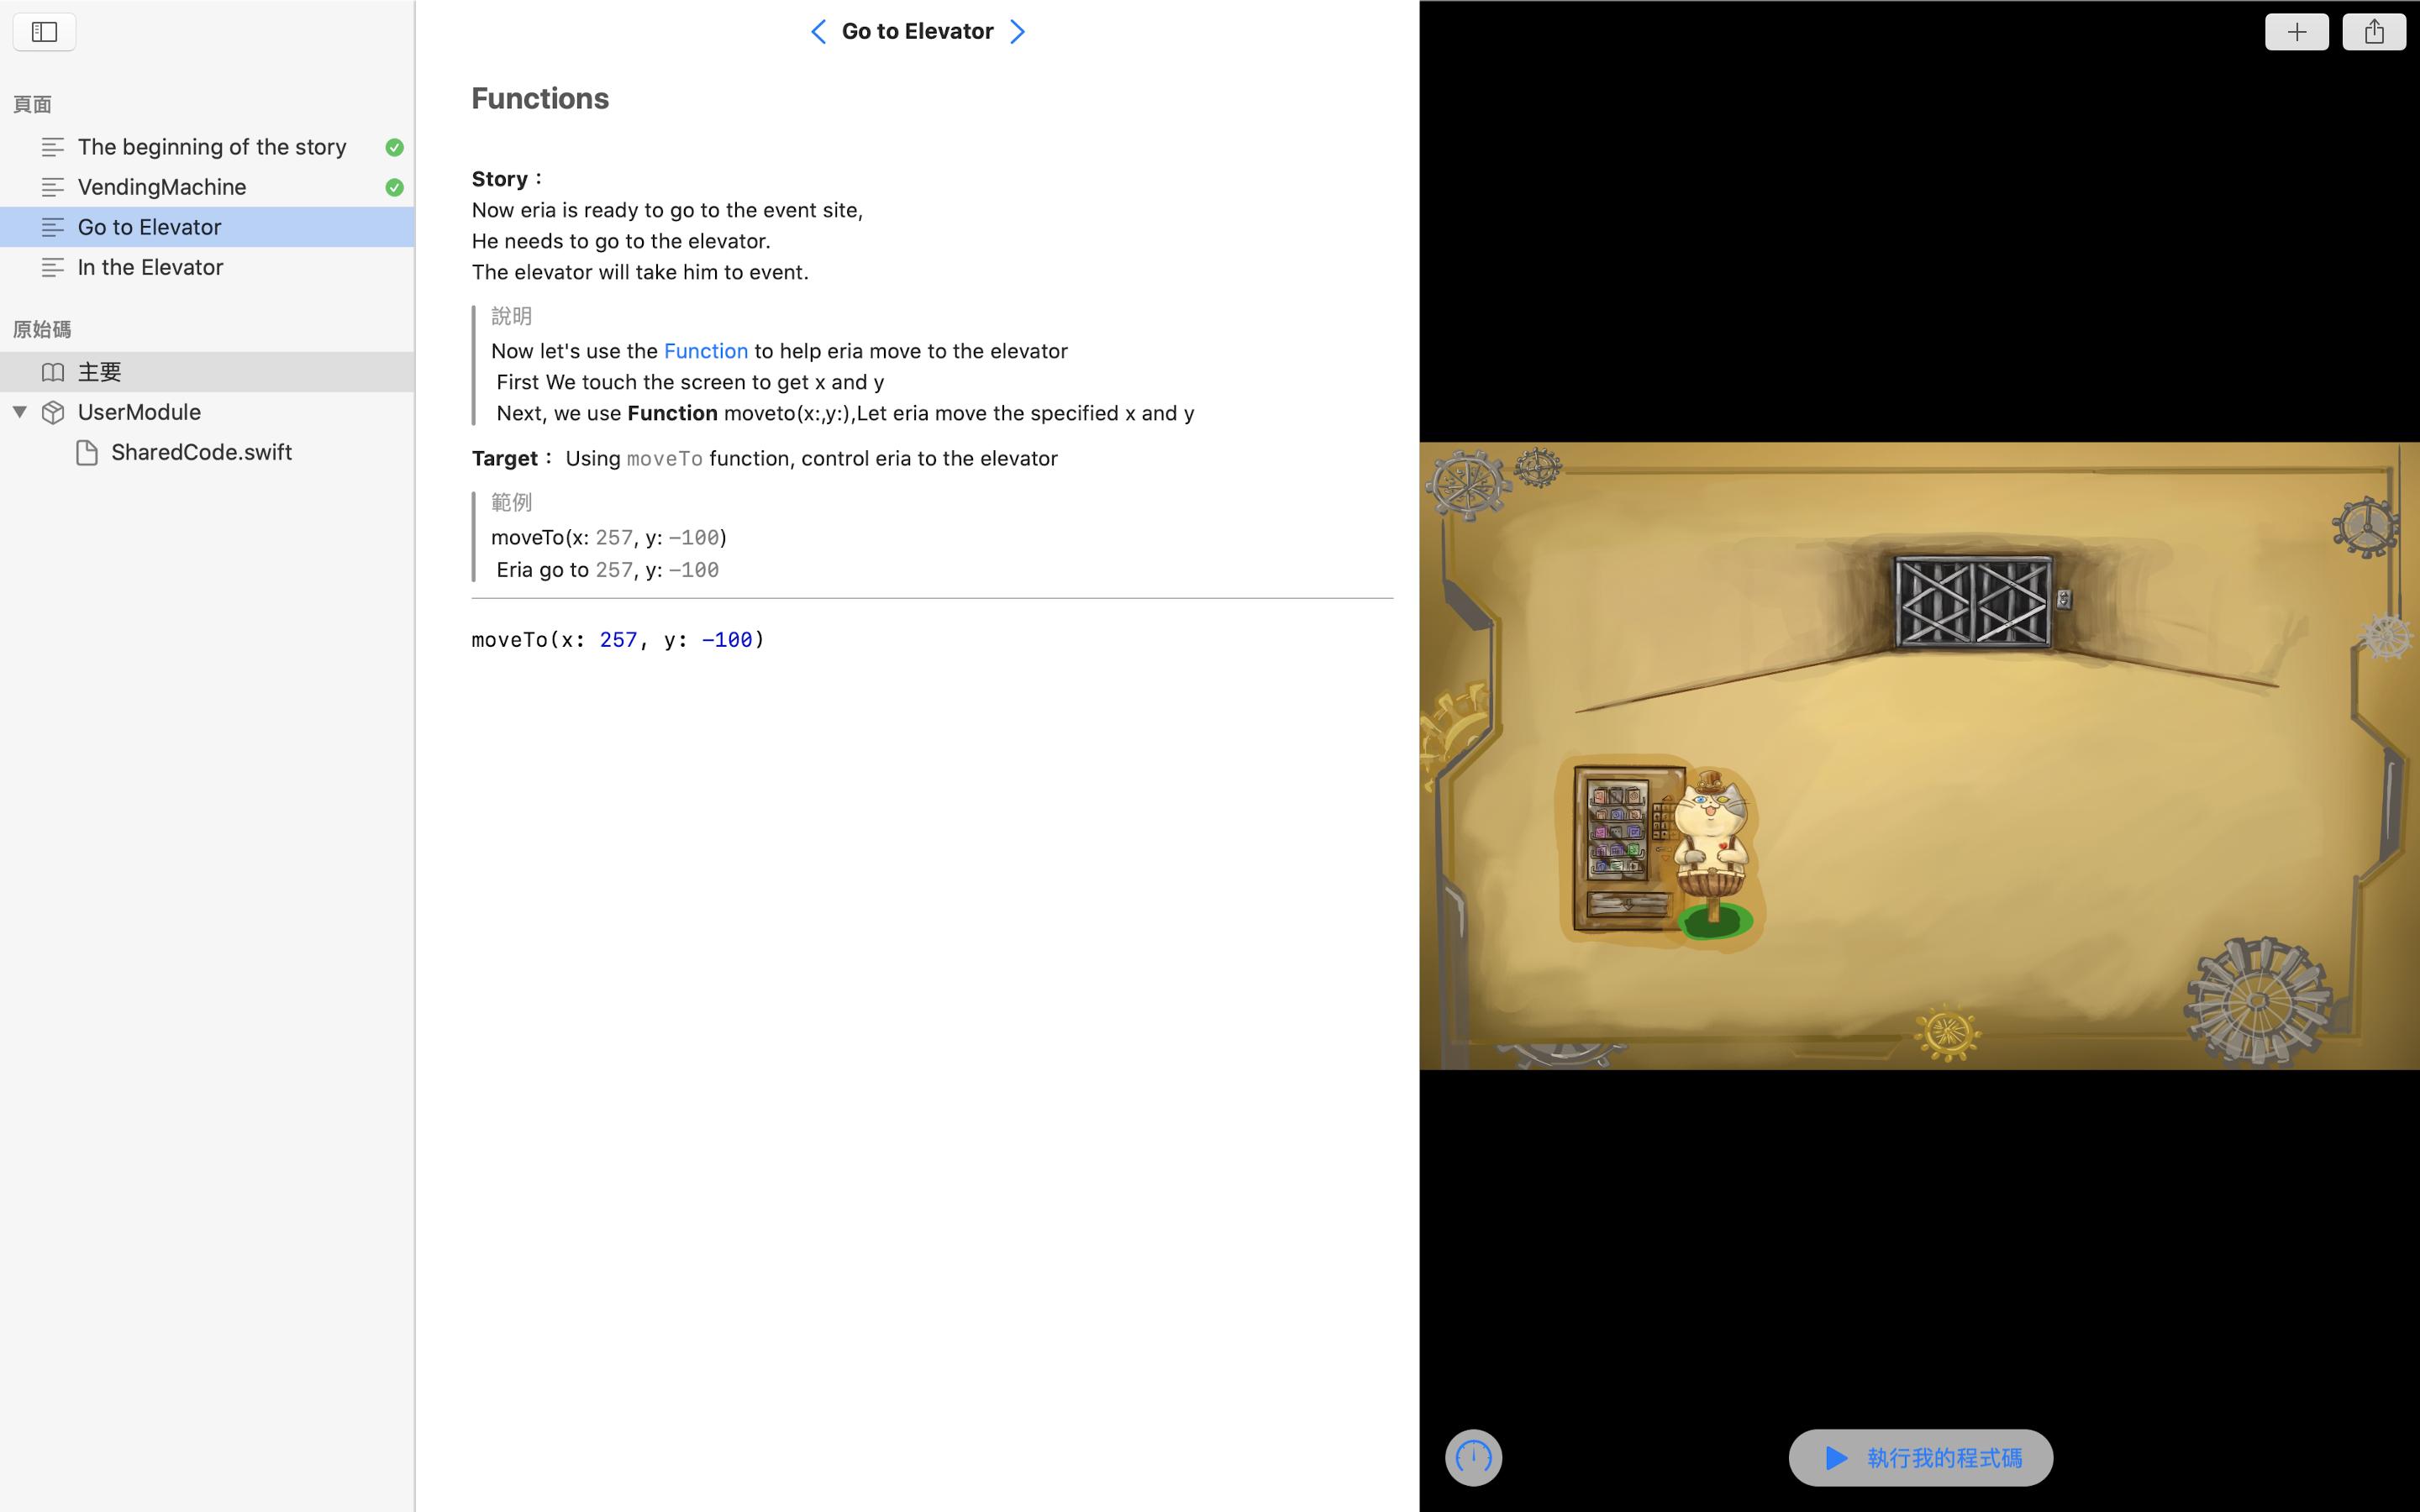 Go to Elevator
頁面
The beginning of the story
VendingMachine
Go to Elevator
In the Elevator
原始碼
主要
UserModule
SharedCode.swift
Functions
Story：
Now eria is ready to go to the event site,
He needs to go to the elevator.
The elevator will take him to event.
說明
Now let's use the Function to help eria move to the elevator
First We touch the screen to get x and y
Next, we use Function moveto(x:,y:),Let eria move the specified x and y
Target： Using moveTo function, control eria to the elevator
範例
moveTo(x: 257, y: -100)
Eria go to 257, y: -100
moveTo(x: 257, y: -100)
執行我的程式碼